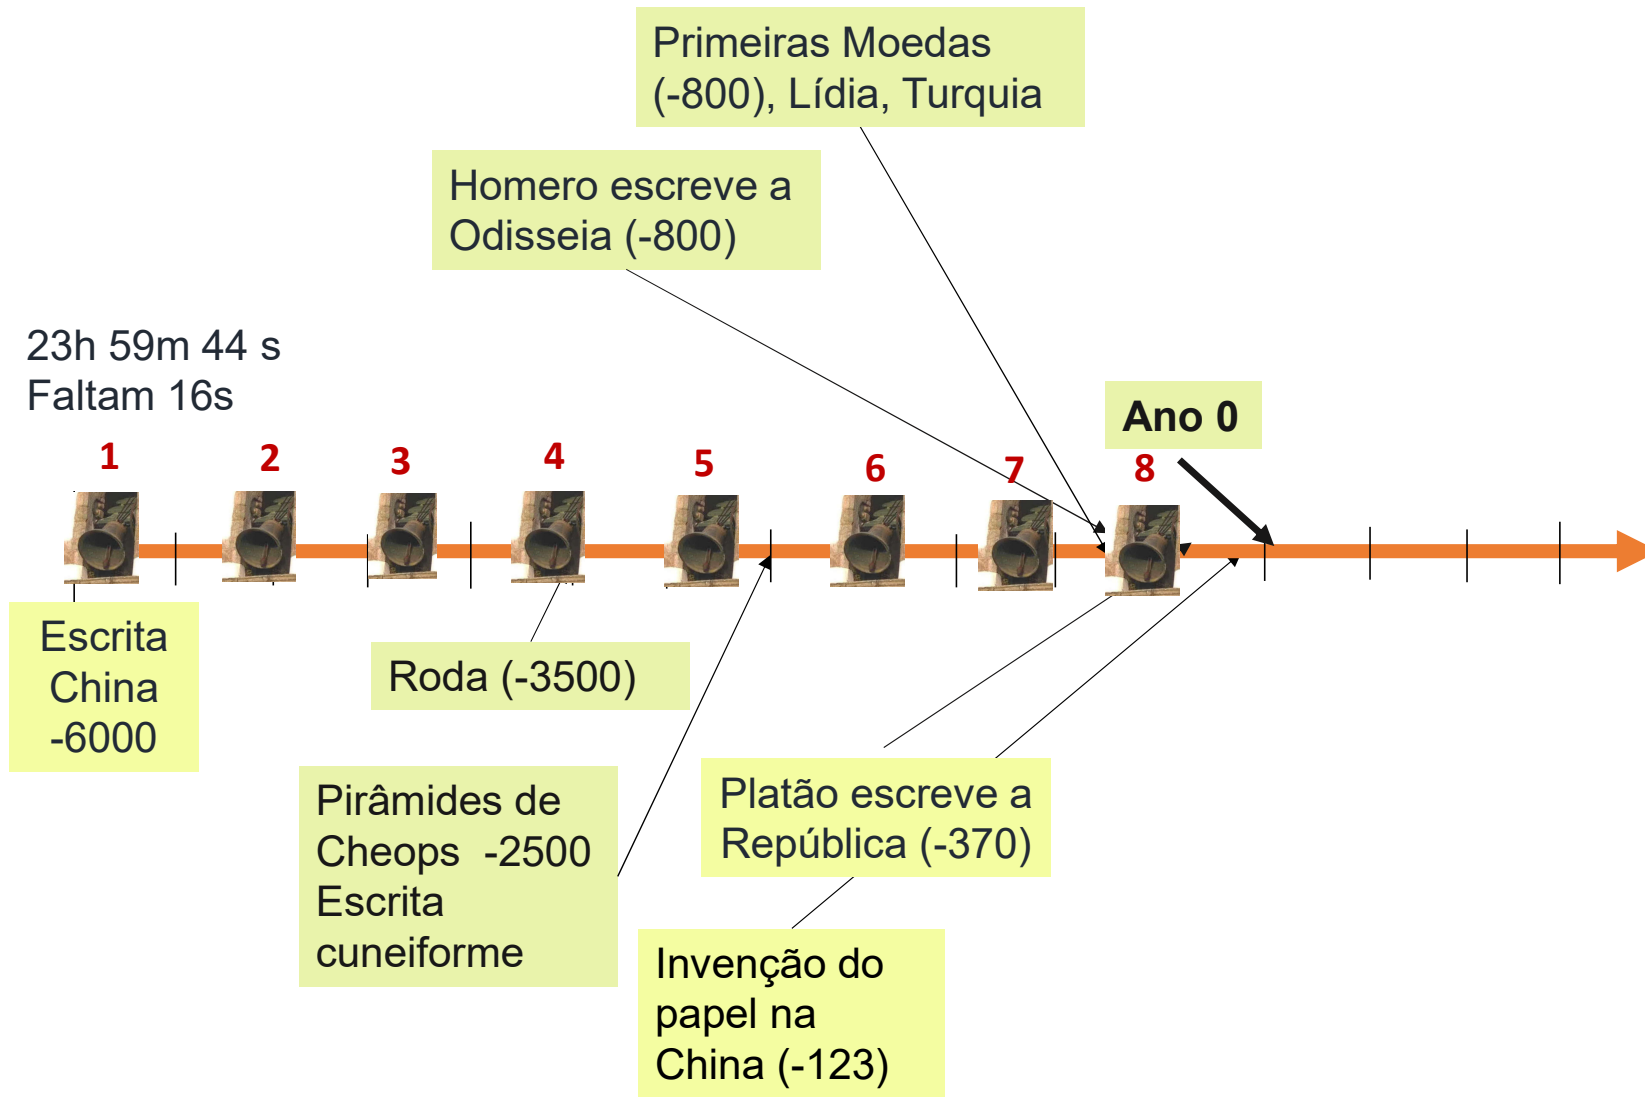 Primeiras Moedas
(-800), Lídia, Turquia
Homero escreve a
Odisseia (-800)
23h 59m 44 s
Faltam 16s
Ano 0
1
2
3
4
5
6
7
8
Escrita
China
-6000
Roda (-3500)
Pirâmides de
Cheops -2500
Escrita
cuneiforme
Platão escreve a
República (-370)
Invenção do
papel na
China (-123)